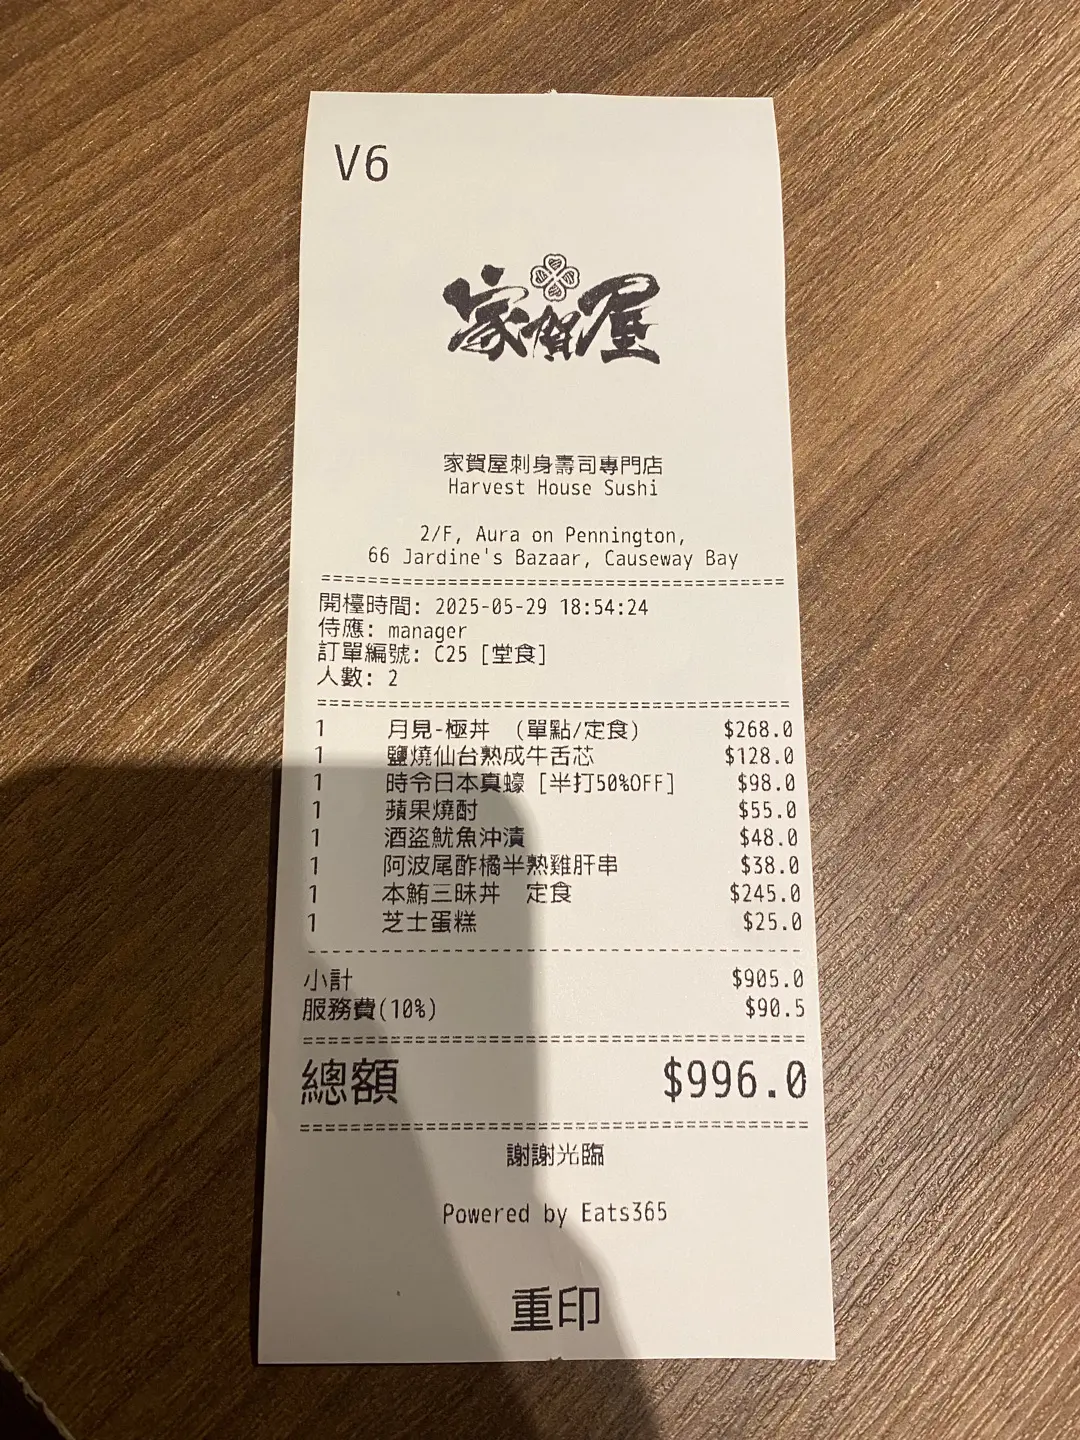 V6
家賀屋
家賀屋刺身壽司專門店
Harvest House Sushi
2/F, Aura on Pennington,
66 Jardine's Bazaar, Causeway Bay
開檯時間: 2025-05-29 18:54:24
侍應: manager
訂單編號: C25 [堂食]
人數: 2
1 月見-極丼 (單點/定食) $268.0
1 鹽燒仙台熟成牛舌芯 $128.0
1 時令日本真蠔 [半打50%OFF] $98.0
1 蘋果燒酎 $55.0
1 酒盜魷魚沖漬 $48.0
1 阿波尾酢橘半熟雞肝串 $38.0
1 本鮪三昧丼 定食 $245.0
1 芝士蛋糕 $25.0
小計 $905.0
服務費(10%) $90.5
總額 $996.0
謝謝光臨
Powered by Eats365
重印